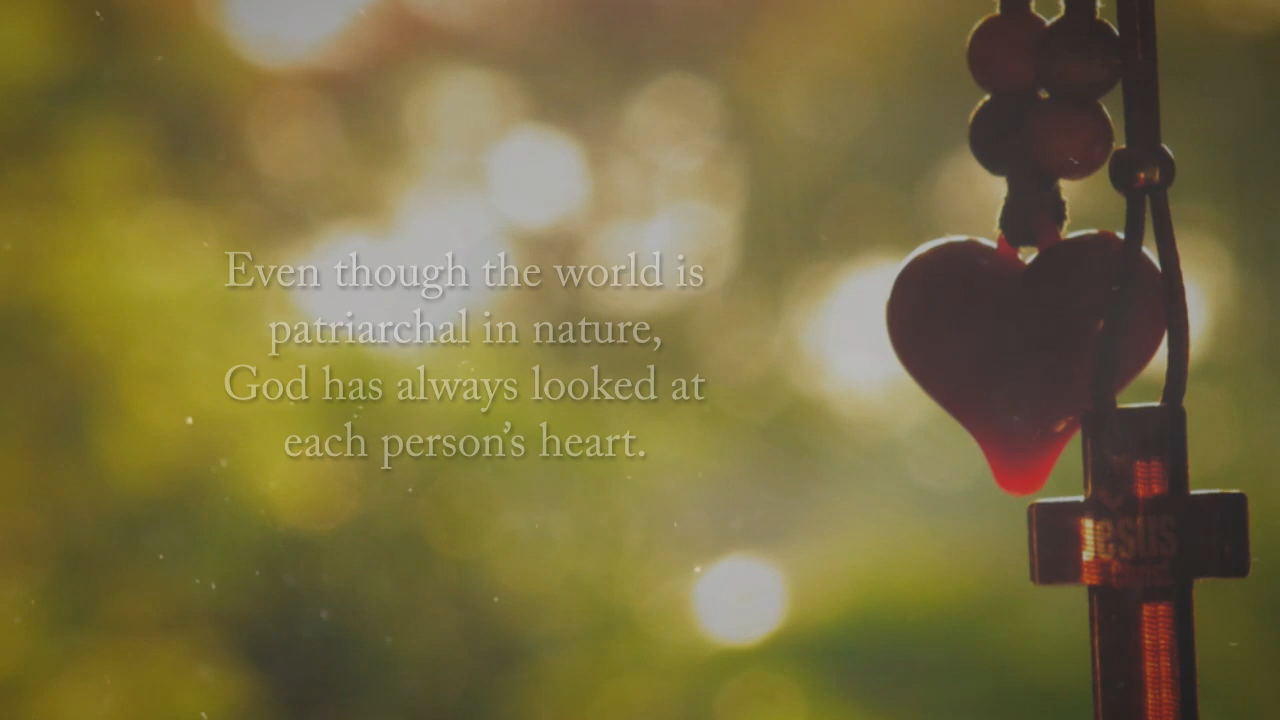 Even though the world is
patriarchal in nature,
God has always looked at
each person's heart.
Jesus